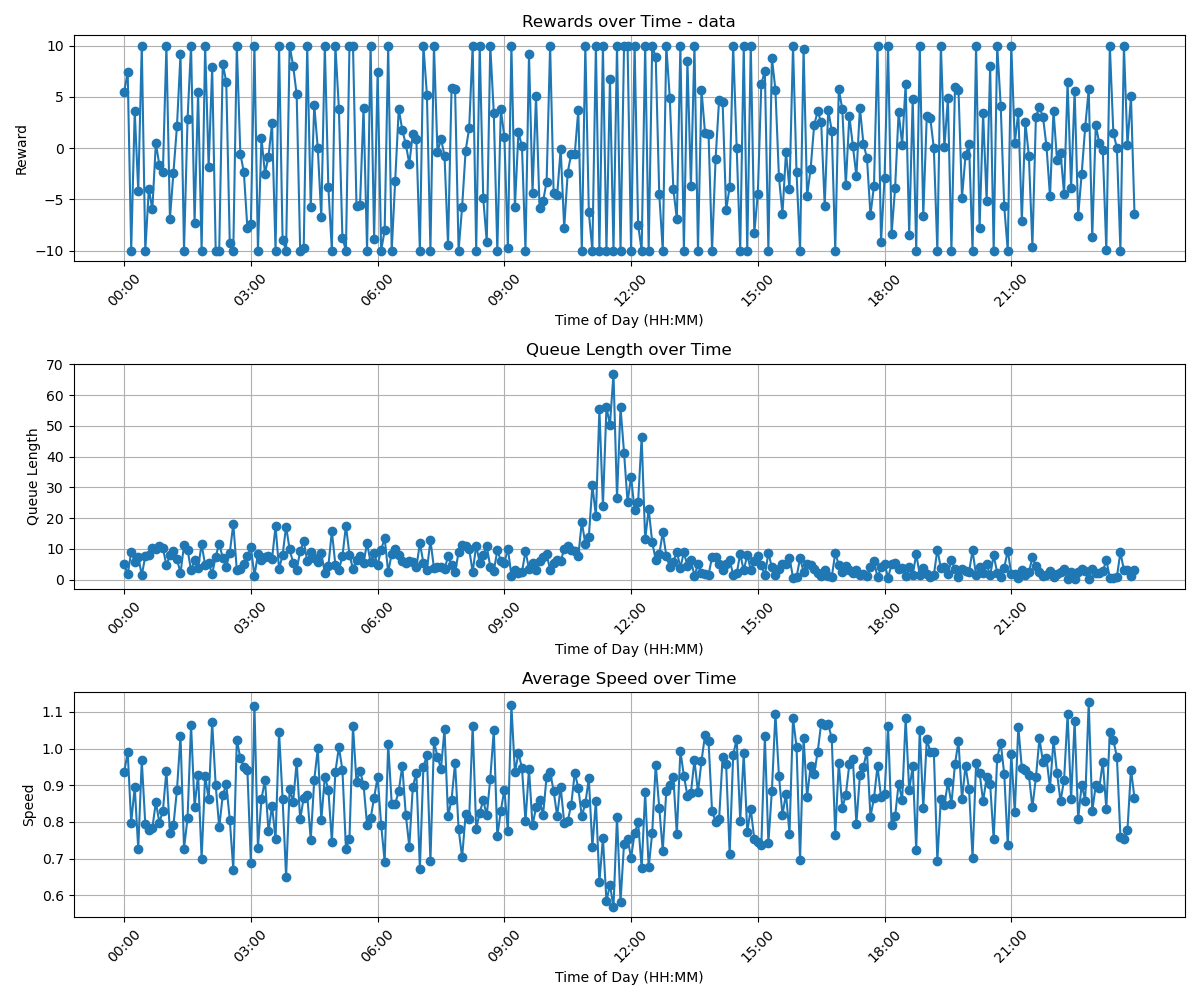 Rewards over Time - data
10
5
0
−5
−10
Reward
00:00 03:00 06:00 09:00 12:00 15:00 18:00 21:00
Time of Day (HH:MM)
Queue Length over Time
70
60
50
40
30
20
10
0
Queue Length
00:00 03:00 06:00 09:00 12:00 15:00 18:00 21:00
Time of Day (HH:MM)
Average Speed over Time
1.1
1.0
0.9
0.8
0.7
0.6
Speed
00:00 03:00 06:00 09:00 12:00 15:00 18:00 21:00
Time of Day (HH:MM)